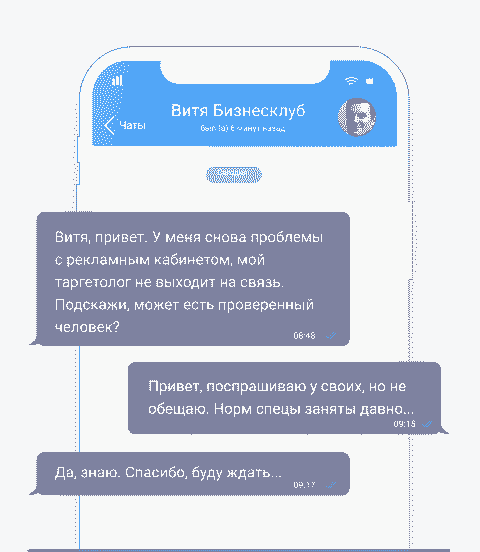 Витя Бизнесклуб
Чаты
был (а) 6 минут назад
Витя, привет. У меня снова проблемы
с рекламным кабинетом, мой
таргетолог не выходит на связь.
Подскажи, может есть проверенный
человек?
08:48
Привет, поспрашиваю у своих, но не
обещаю. Норм спецы заняты давно...
09:15
Да, знаю. Спасибо, буду ждать...
09:17